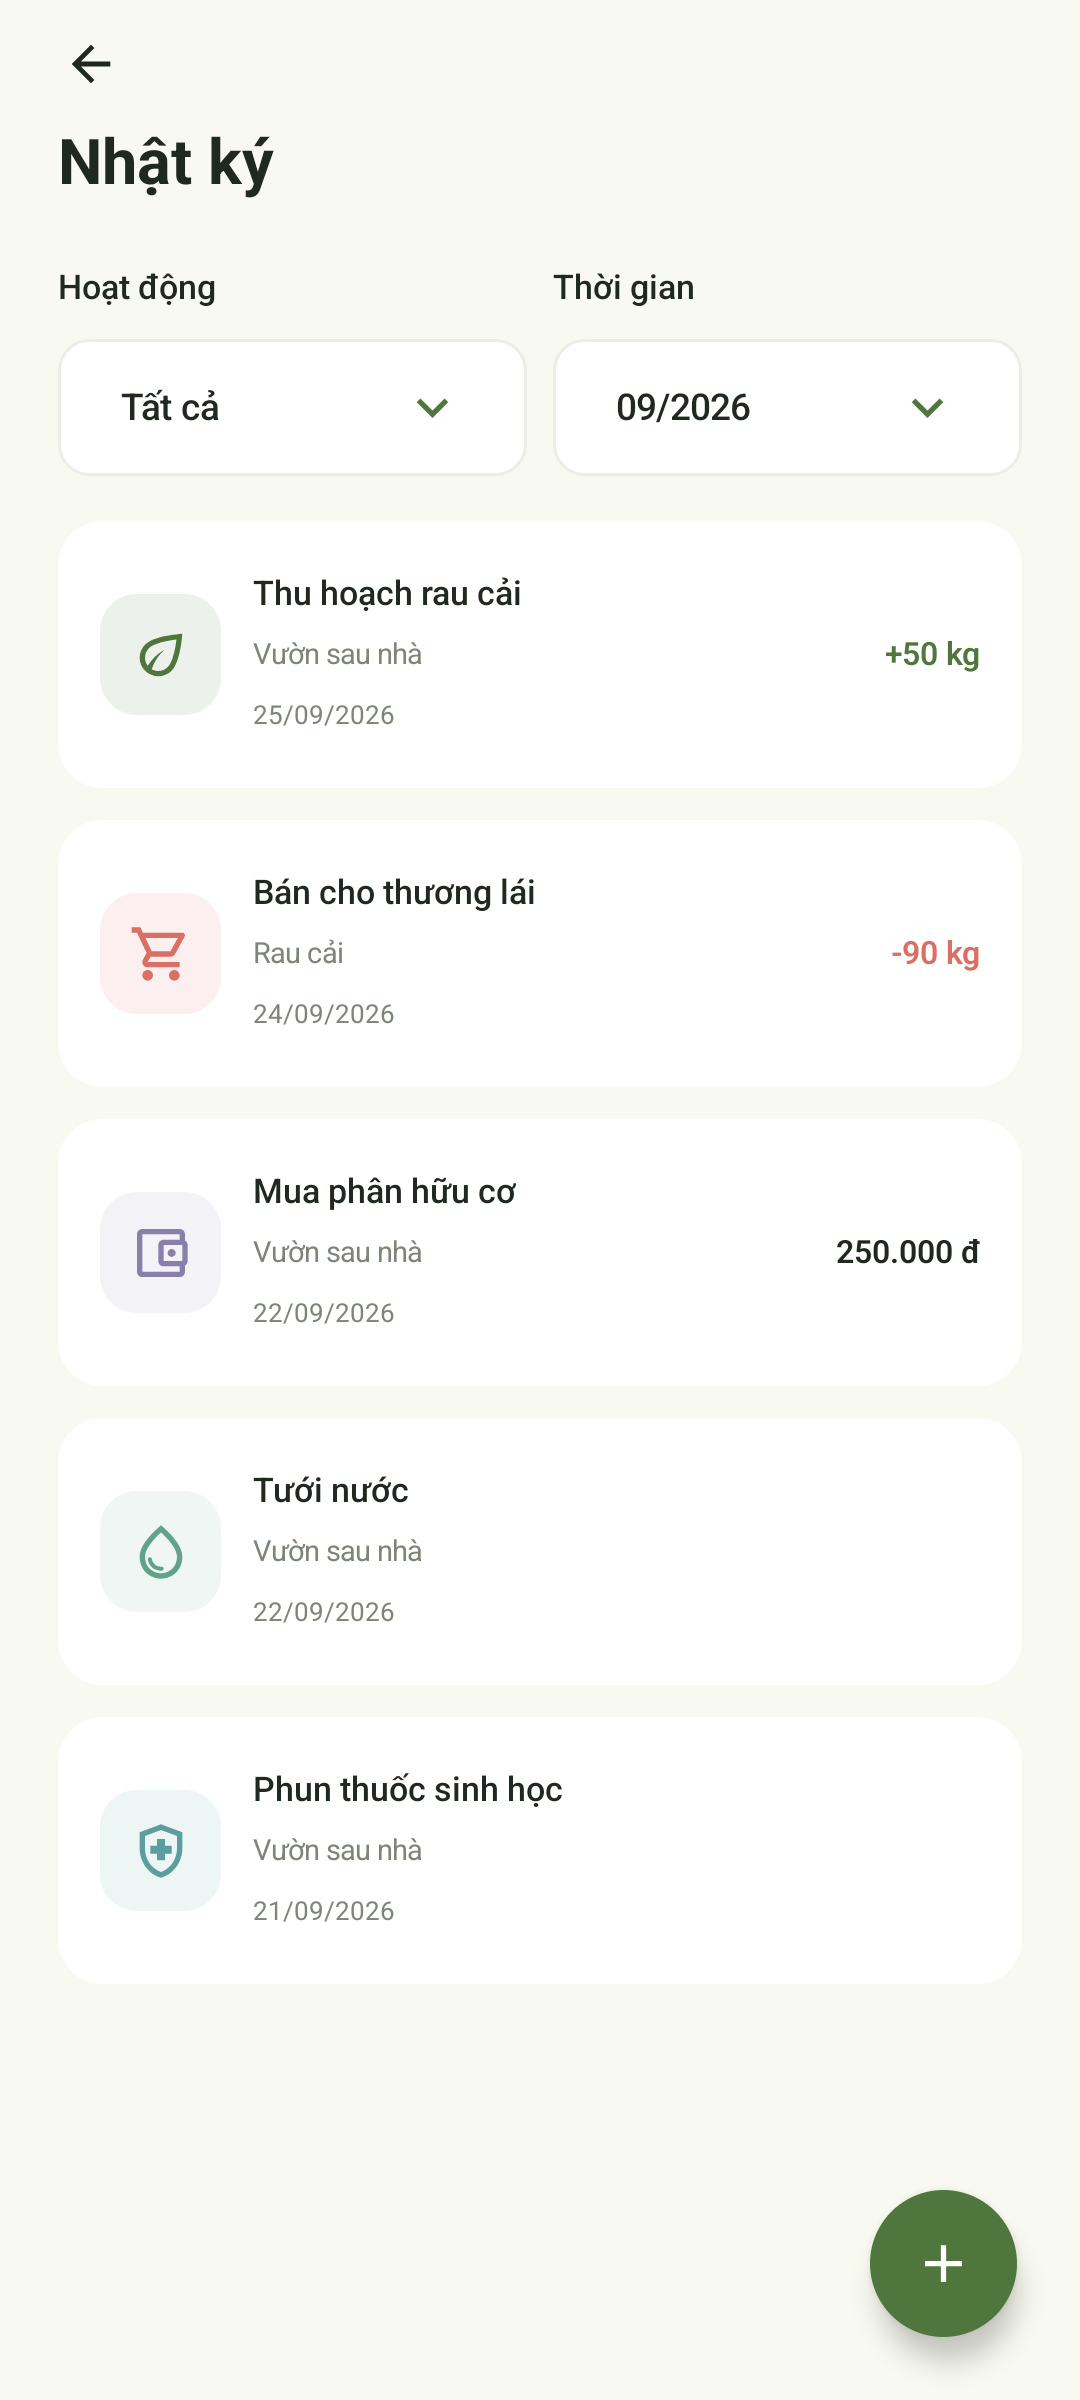 Nhật ký
Hoạt động
Thời gian
Tất cả
09/2026
Thu hoạch rau cải
Vườn sau nhà
+50 kg
25/09/2026
Bán cho thương lái
Rau cải
-90 kg
24/09/2026
Mua phân hữu cơ
Vườn sau nhà
250.000 đ
22/09/2026
Tưới nước
Vườn sau nhà
22/09/2026
Phun thuốc sinh học
Vườn sau nhà
21/09/2026